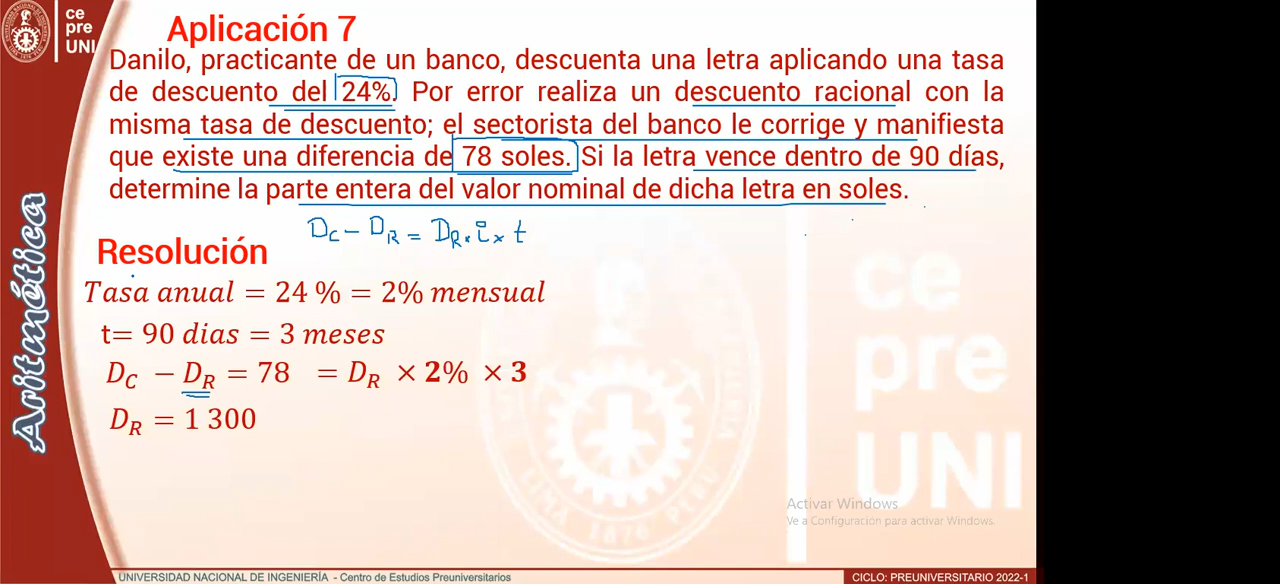 ce
pre
UNI
Aplicación 7
Danilo, practicante de un banco, descuenta una letra aplicando una tasa
de descuento del 24%. Por error realiza un descuento racional con la
misma tasa de descuento; el sectorista del banco le corrige y manifiesta
que existe una diferencia de 78 soles. Si la letra vence dentro de 90 días,
determine la parte entera del valor nominal de dicha letra en soles.
D_C - D_R = D_R × i × t
Resolución
Tasa anual = 24 % = 2% mensual
t= 90 dias = 3 meses
D_C - D_R = 78 = D_R × 2% × 3
D_R = 1 300
Aritmética
ce
pre
UNI
LIMA 1876 PERU
Activar Windows
Ve a Configuración para activar Windows.
UNIVERSIDAD NACIONAL DE INGENIERÍA - Centro de Estudios Preuniversitarios
CICLO: PREUNIVERSITARIO 2022-1